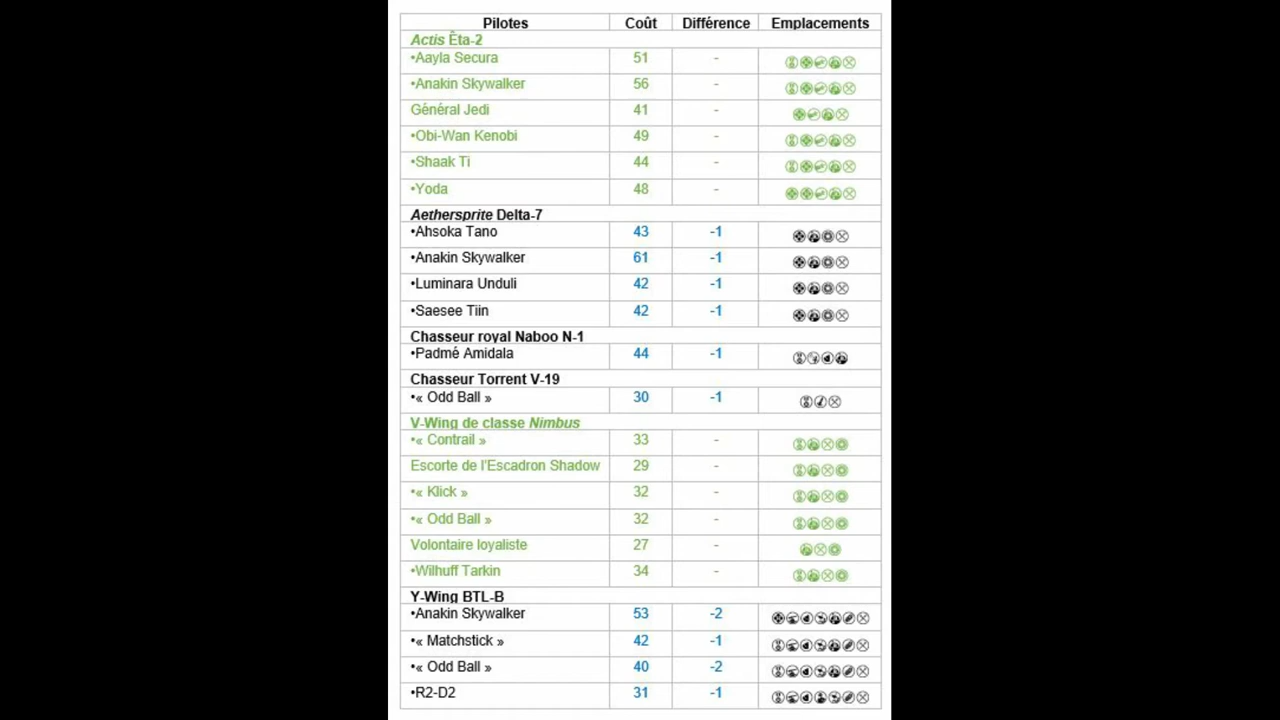 Pilotes Coût Différence Emplacements
Actis Êta-2
•Aayla Secura 51 -
•Anakin Skywalker 56 -
Général Jedi 41 -
•Obi-Wan Kenobi 49 -
•Shaak Ti 44 -
•Yoda 48 -
Aethersprite Delta-7
•Ahsoka Tano 43 -1
•Anakin Skywalker 61 -1
•Luminara Unduli 42 -1
•Saesee Tiin 42 -1
Chasseur royal Naboo N-1
•Padmé Amidala 44 -1
Chasseur Torrent V-19
•« Odd Ball » 30 -1
V-Wing de classe Nimbus
•« Contrail » 33 -
Escorte de l'Escadron Shadow 29 -
•« Klick » 32 -
•« Odd Ball » 32 -
Volontaire loyaliste 27 -
•Wilhuff Tarkin 34 -
Y-Wing BTL-B
•Anakin Skywalker 53 -2
•« Matchstick » 42 -1
•« Odd Ball » 40 -2
•R2-D2 31 -1